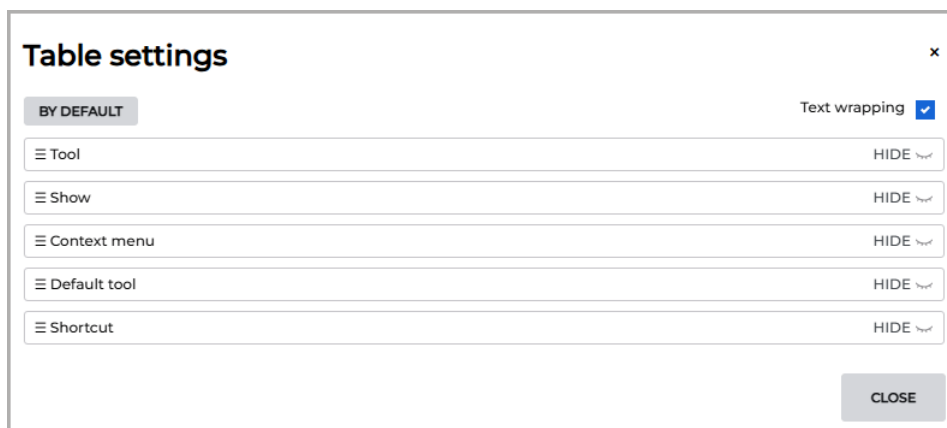 Table settings ×
BY DEFAULT Text wrapping
☰ Tool HIDE
☰ Show HIDE
☰ Context menu HIDE
☰ Default tool HIDE
☰ Shortcut HIDE
CLOSE